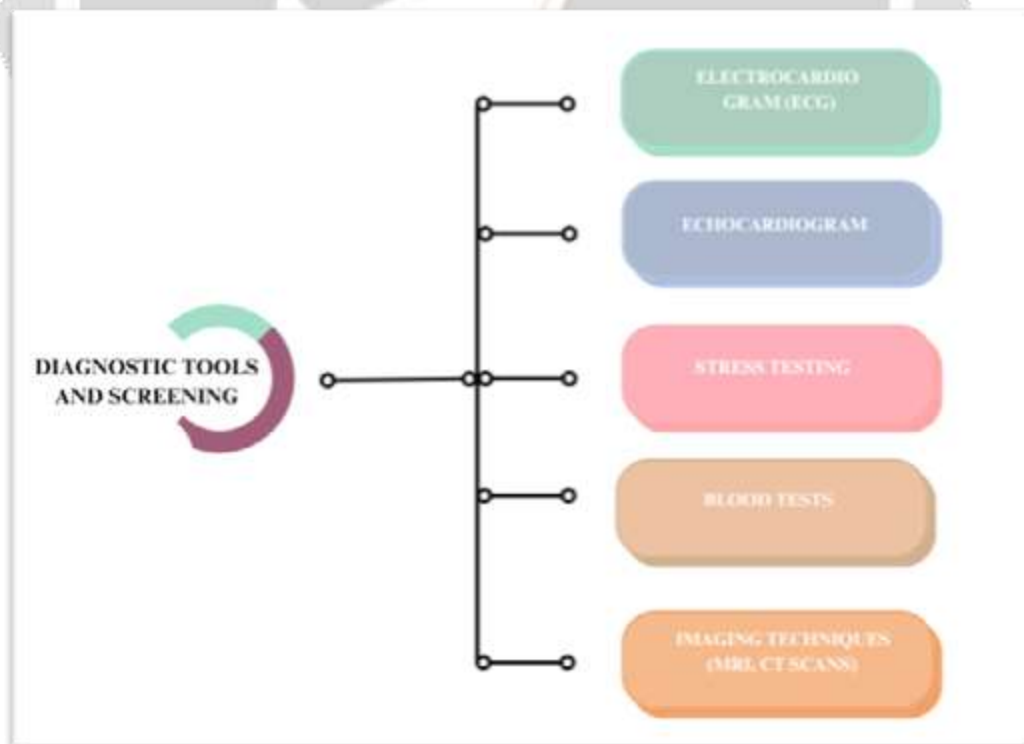 DIAGNOSTIC TOOLS
AND SCREENING
ELECTROCARDIO
GRAM (ECG)
ECHOCARDIOGRAM
STRESS TESTING
BLOOD TESTS
IMAGING TECHNIQUES
(MRI, CT SCANS)